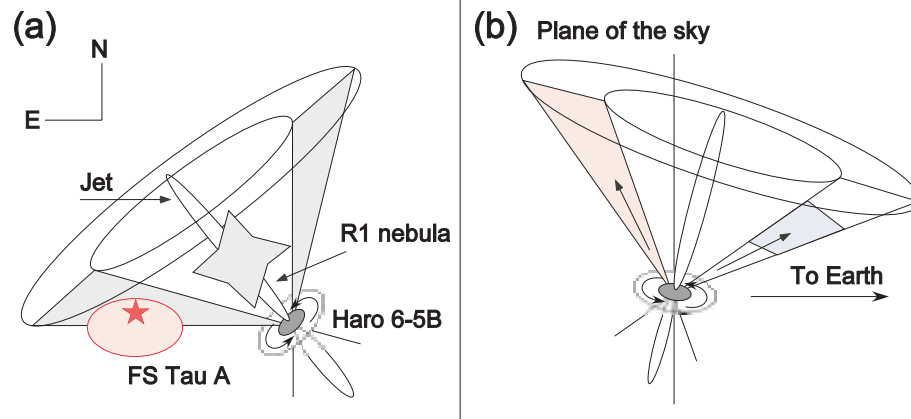 (a)
N
E
Jet
R1 nebula
Haro 6-5B
FS Tau A
(b)
Plane of the sky
To Earth